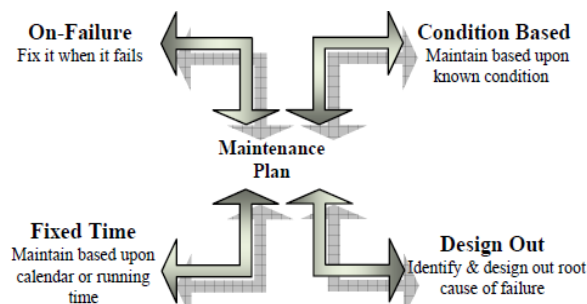 On-Failure
Fix it when it fails
Condition Based
Maintain based upon
known condition
Maintenance
Plan
Fixed Time
Maintain based upon
calendar or running
time
Design Out
Identify & design out root
cause of failure